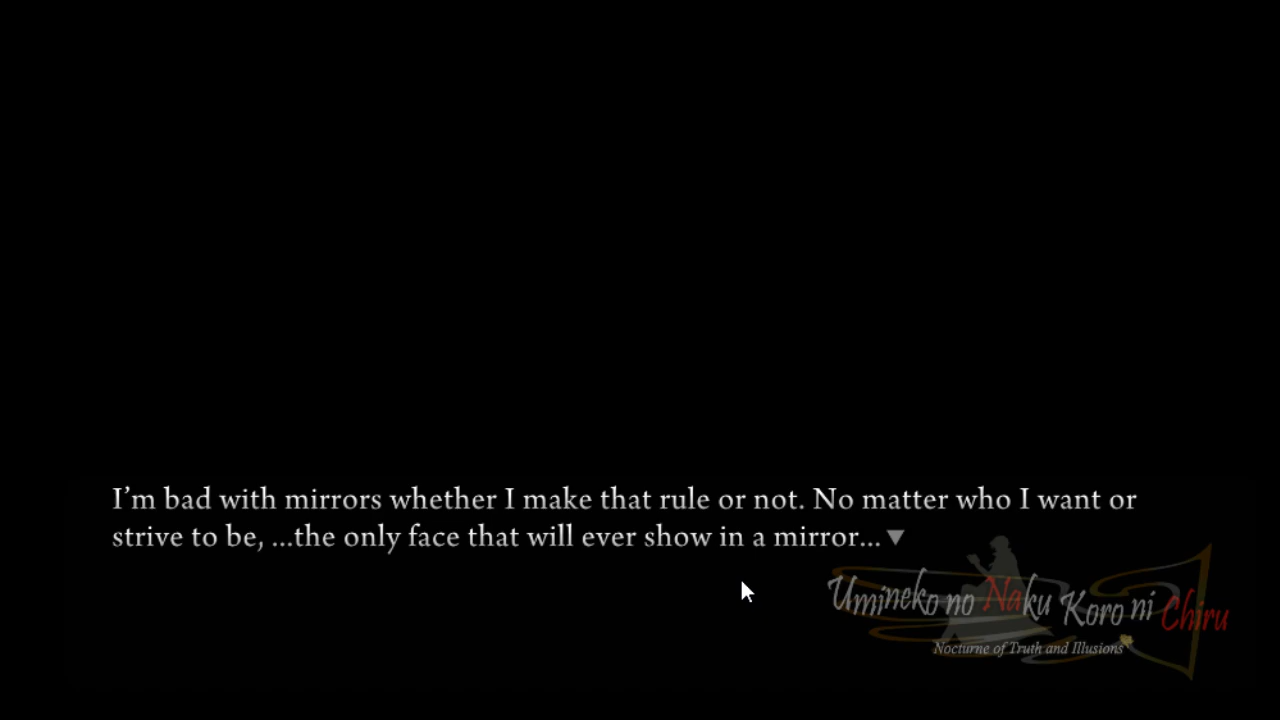 I'm bad with mirrors whether I make that rule or not. No matter who I want or
strive to be, ...the only face that will ever show in a mirror...
Umineko no Naku Koro ni Chiru
Nocturne of Truth and Illusions